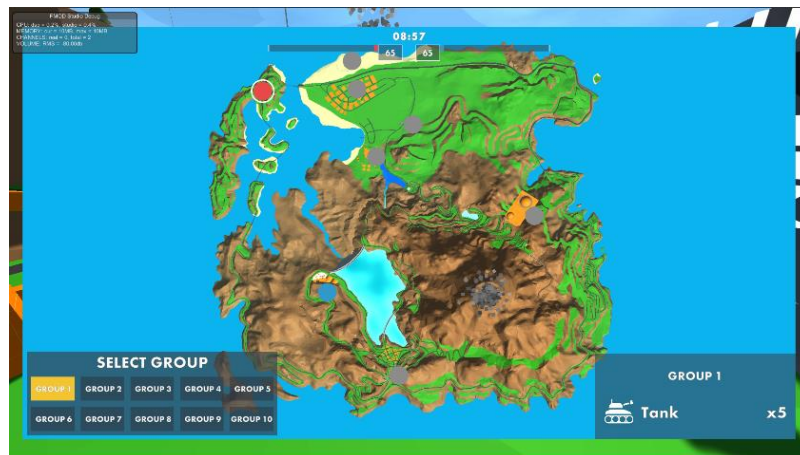 FMOD Studio Debug
08:57
65 65
SELECT GROUP
GROUP 1 GROUP 2 GROUP 3 GROUP 4 GROUP 5
GROUP 6 GROUP 7 GROUP 8 GROUP 9 GROUP 10
GROUP 1
Tank x5